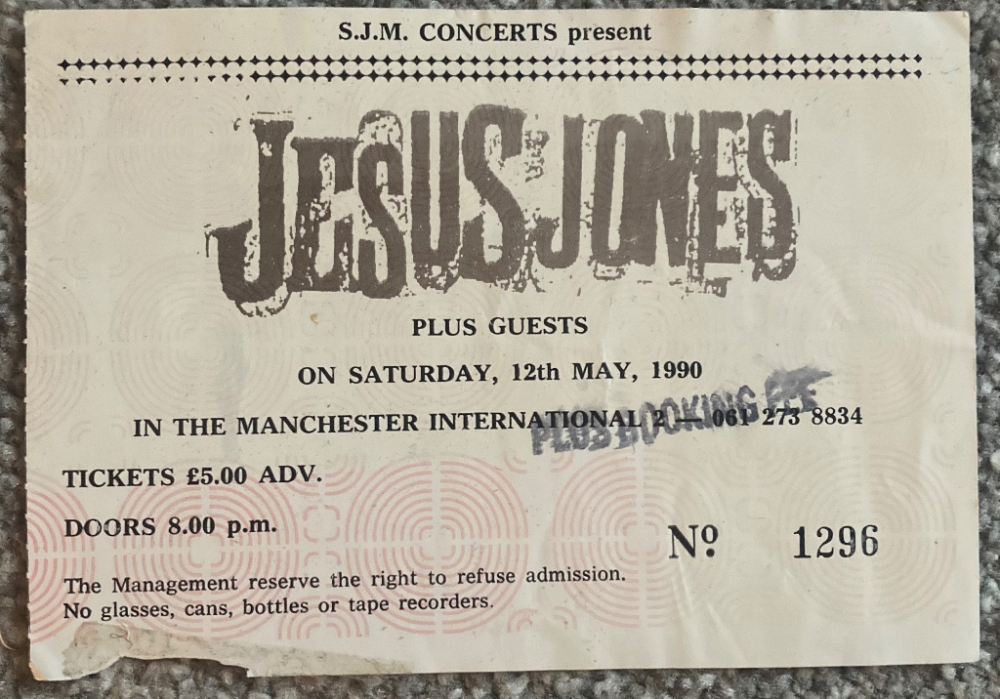 S.J.M. CONCERTS present
JESUS JONES
PLUS GUESTS
ON SATURDAY, 12th MAY, 1990
IN THE MANCHESTER INTERNATIONAL 2 — 061 273 8834
PLUS BOOKING FEE
TICKETS £5.00 ADV.
DOORS 8.00 p.m.
Nº 1296
The Management reserve the right to refuse admission.
No glasses, cans, bottles or tape recorders.